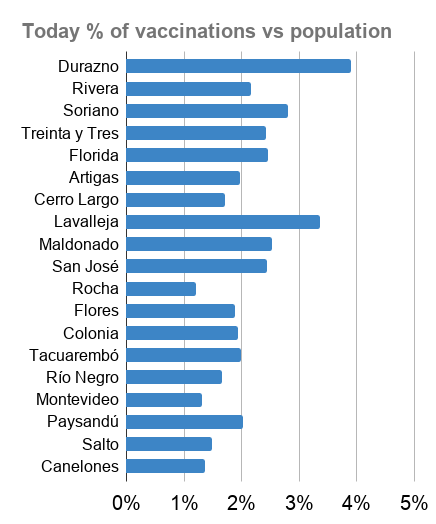 Today % of vaccinations vs population
Durazno
Rivera
Soriano
Treinta y Tres
Florida
Artigas
Cerro Largo
Lavalleja
Maldonado
San José
Rocha
Flores
Colonia
Tacuarembó
Río Negro
Montevideo
Paysandú
Salto
Canelones
0% 1% 2% 3% 4% 5%